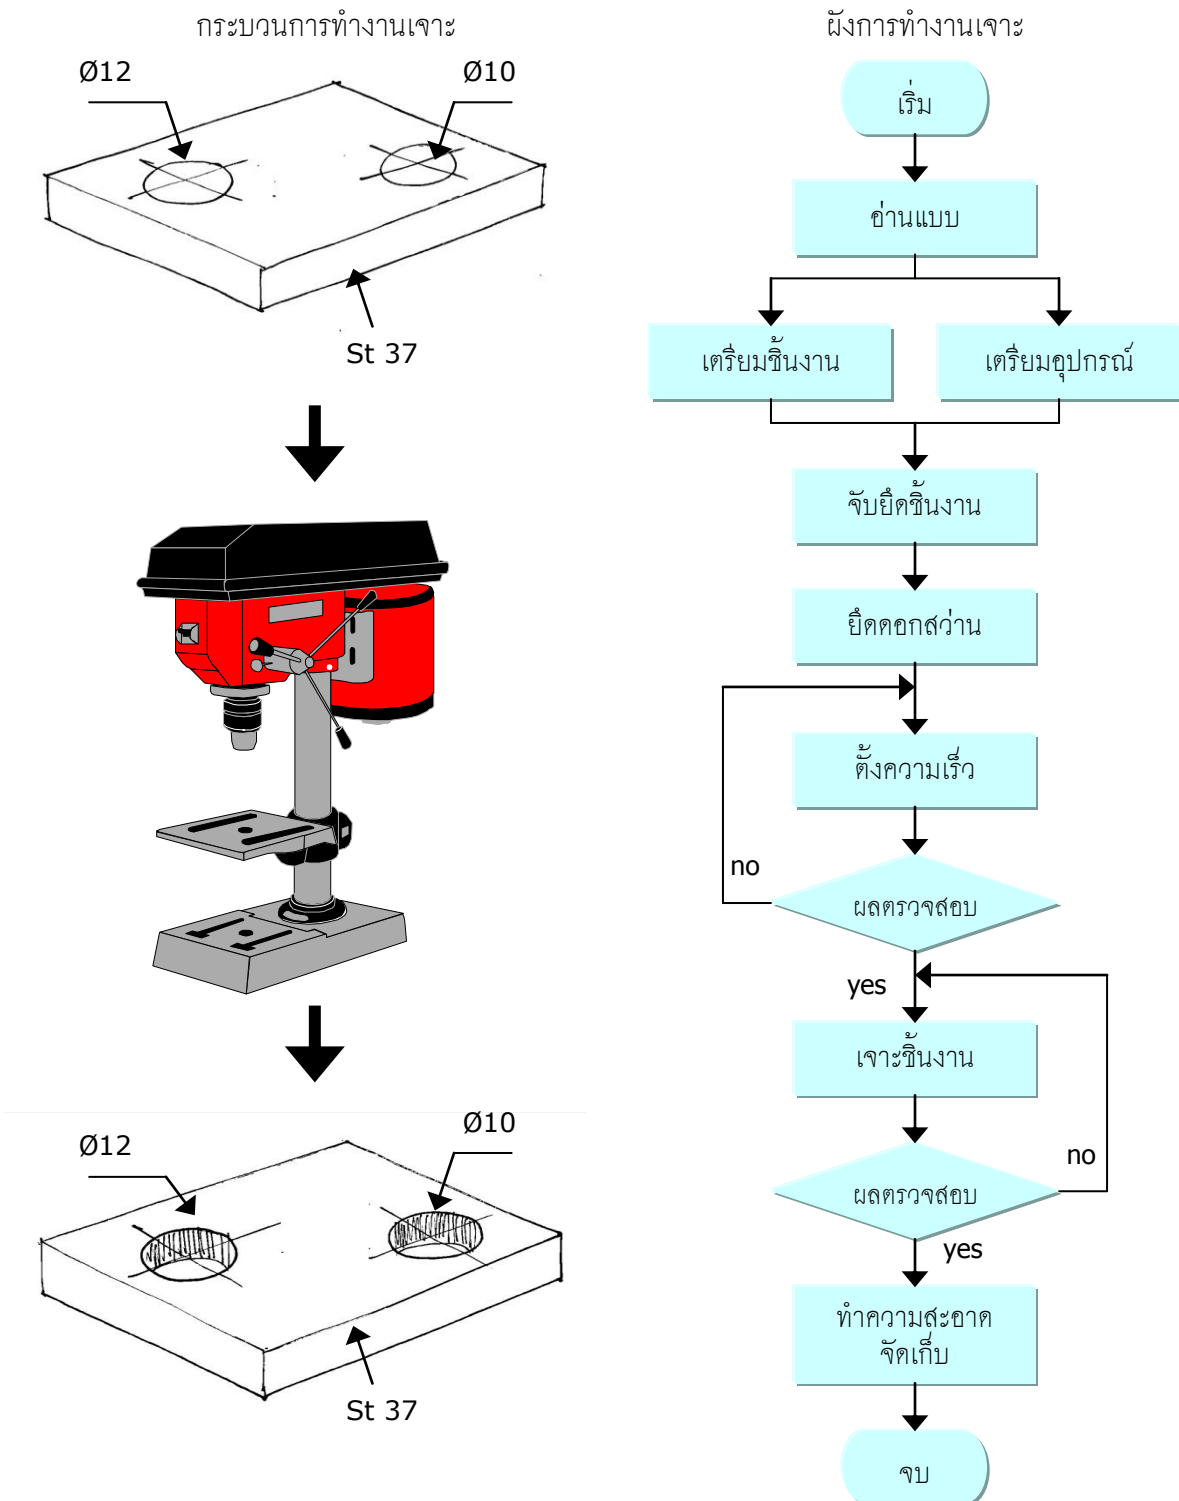 กระบวนการทำงานเจาะ
Ø12
Ø10
St 37
Ø12
Ø10
St 37
ผังการทำงานเจาะ
เริ่ม
อ่านแบบ
เตรียมชิ้นงาน
เตรียมอุปกรณ์
จับยึดชิ้นงาน
ยึดดอกสว่าน
ตั้งความเร็ว
no
ผลตรวจสอบ
yes
เจาะชิ้นงาน
no
ผลตรวจสอบ
yes
ทำความสะอาด
จัดเก็บ
จบ